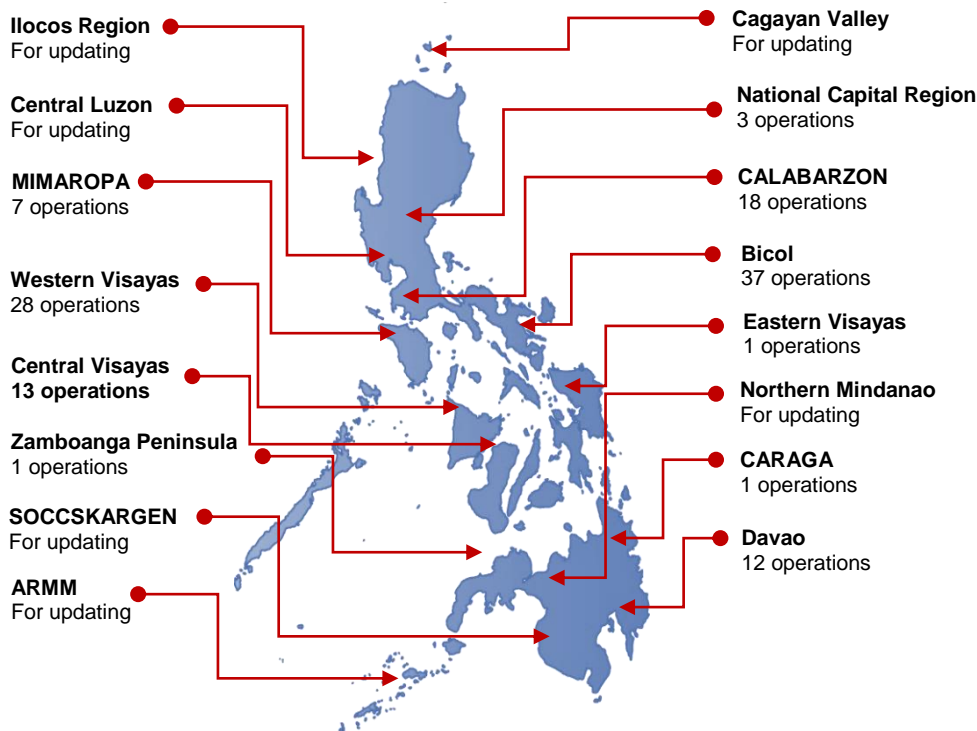 Ilocos Region
For updating
Central Luzon
For updating
MIMAROPA
7 operations
Western Visayas
28 operations
Central Visayas
13 operations
Zamboanga Peninsula
1 operations
SOCCSKARGEN
For updating
ARMM
For updating
Cagayan Valley
For updating
National Capital Region
3 operations
CALABARZON
18 operations
Bicol
37 operations
Eastern Visayas
1 operations
Northern Mindanao
For updating
CARAGA
1 operations
Davao
12 operations